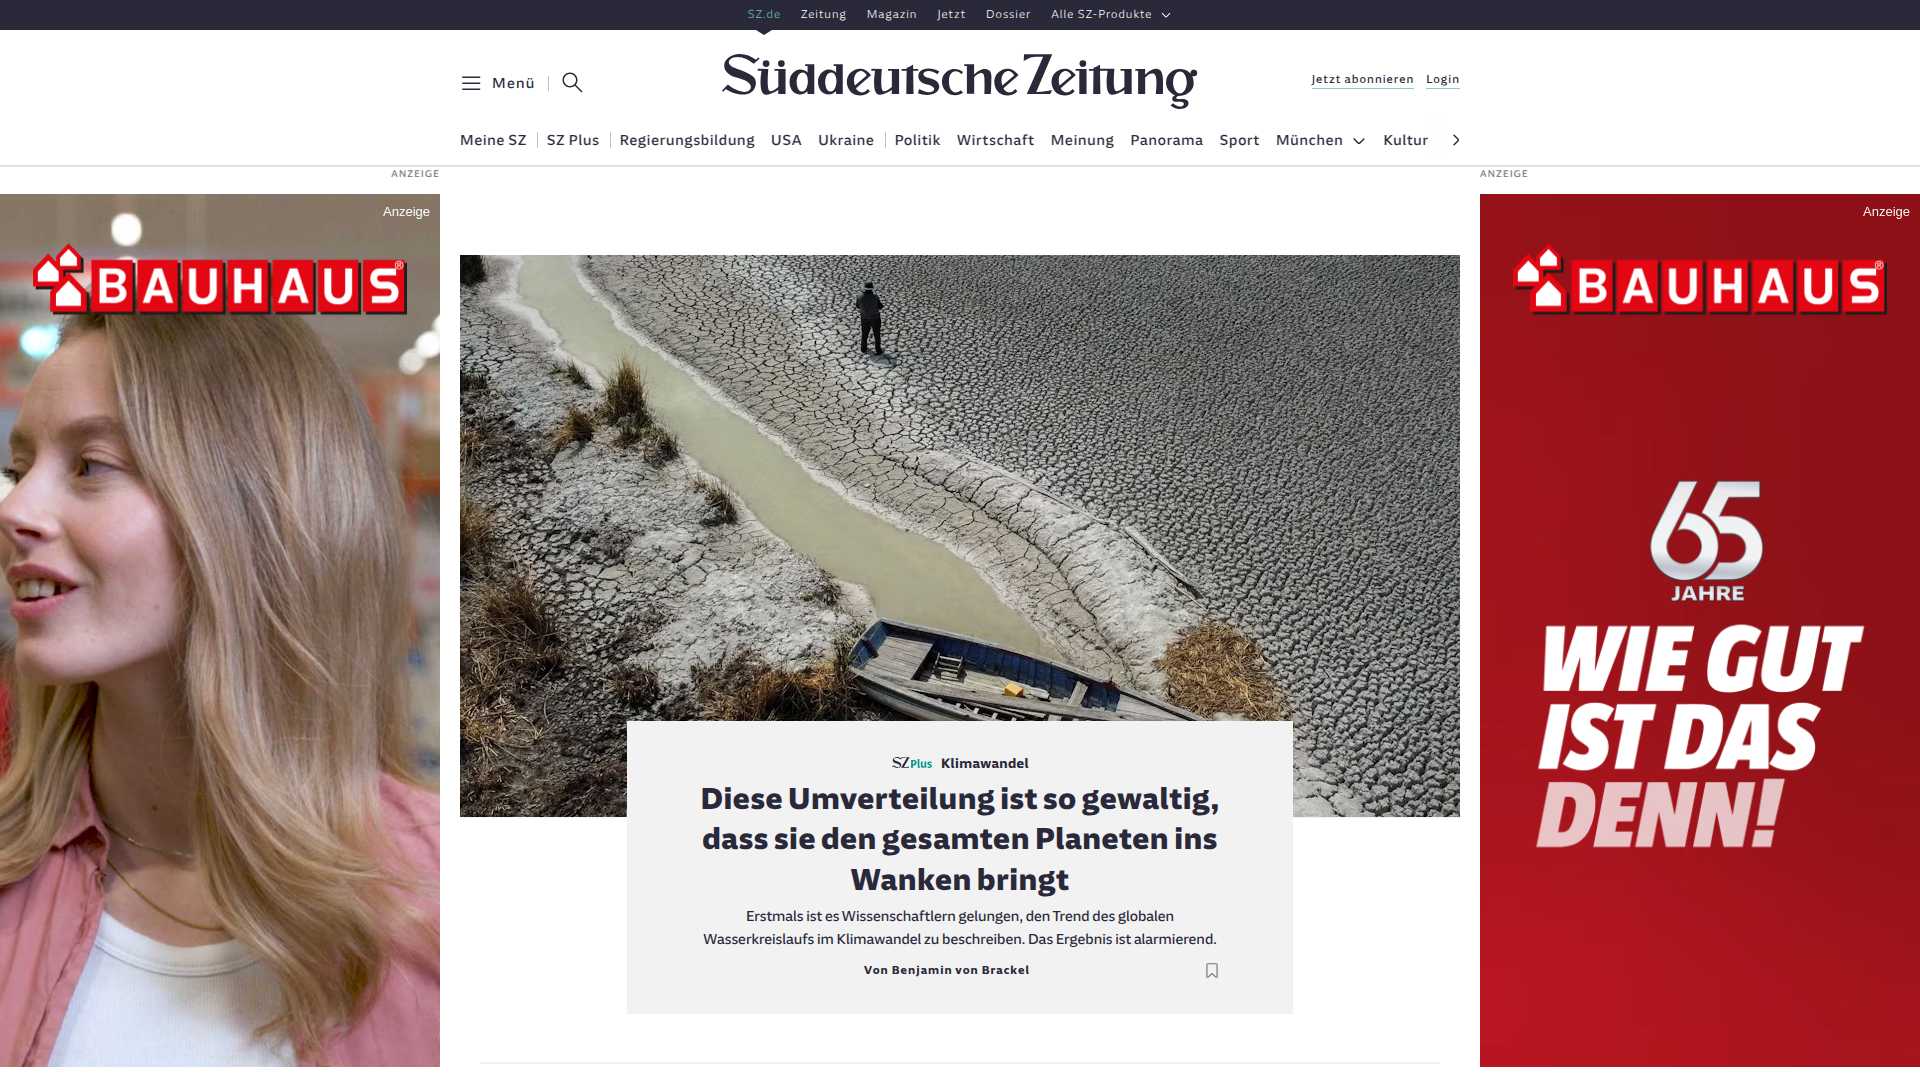 SZ.de Zeitung Magazin Jetzt Dossier Alle SZ-Produkte
Menü
Süddeutsche Zeitung
Jetzt abonnieren Login
Meine SZ SZ Plus Regierungsbildung USA Ukraine Politik Wirtschaft Meinung Panorama Sport München Kultur
ANZEIGE
Anzeige
BAUHAUS®
SZ Plus Klimawandel
Diese Umverteilung ist so gewaltig,
dass sie den gesamten Planeten ins
Wanken bringt
Erstmals ist es Wissenschaftlern gelungen, den Trend des globalen
Wasserkreislaufs im Klimawandel zu beschreiben. Das Ergebnis ist alarmierend.
Von Benjamin von Brackel
ANZEIGE
Anzeige
BAUHAUS®
65
JAHRE
WIE GUT
IST DAS
DENN!